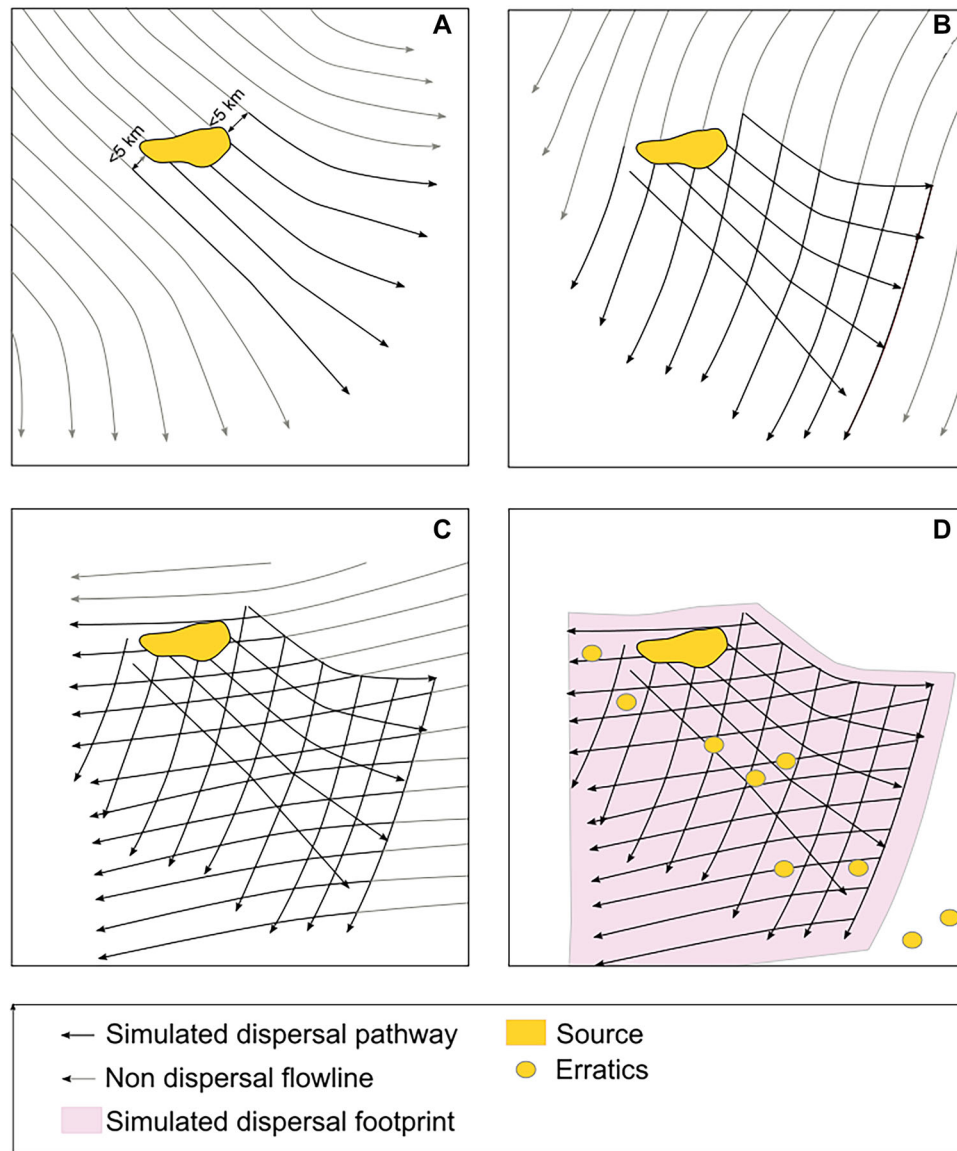 A
B
<5 km
<5 km
C
D
Simulated dispersal pathway
Non dispersal flowline
Simulated dispersal footprint
Source
Erratics